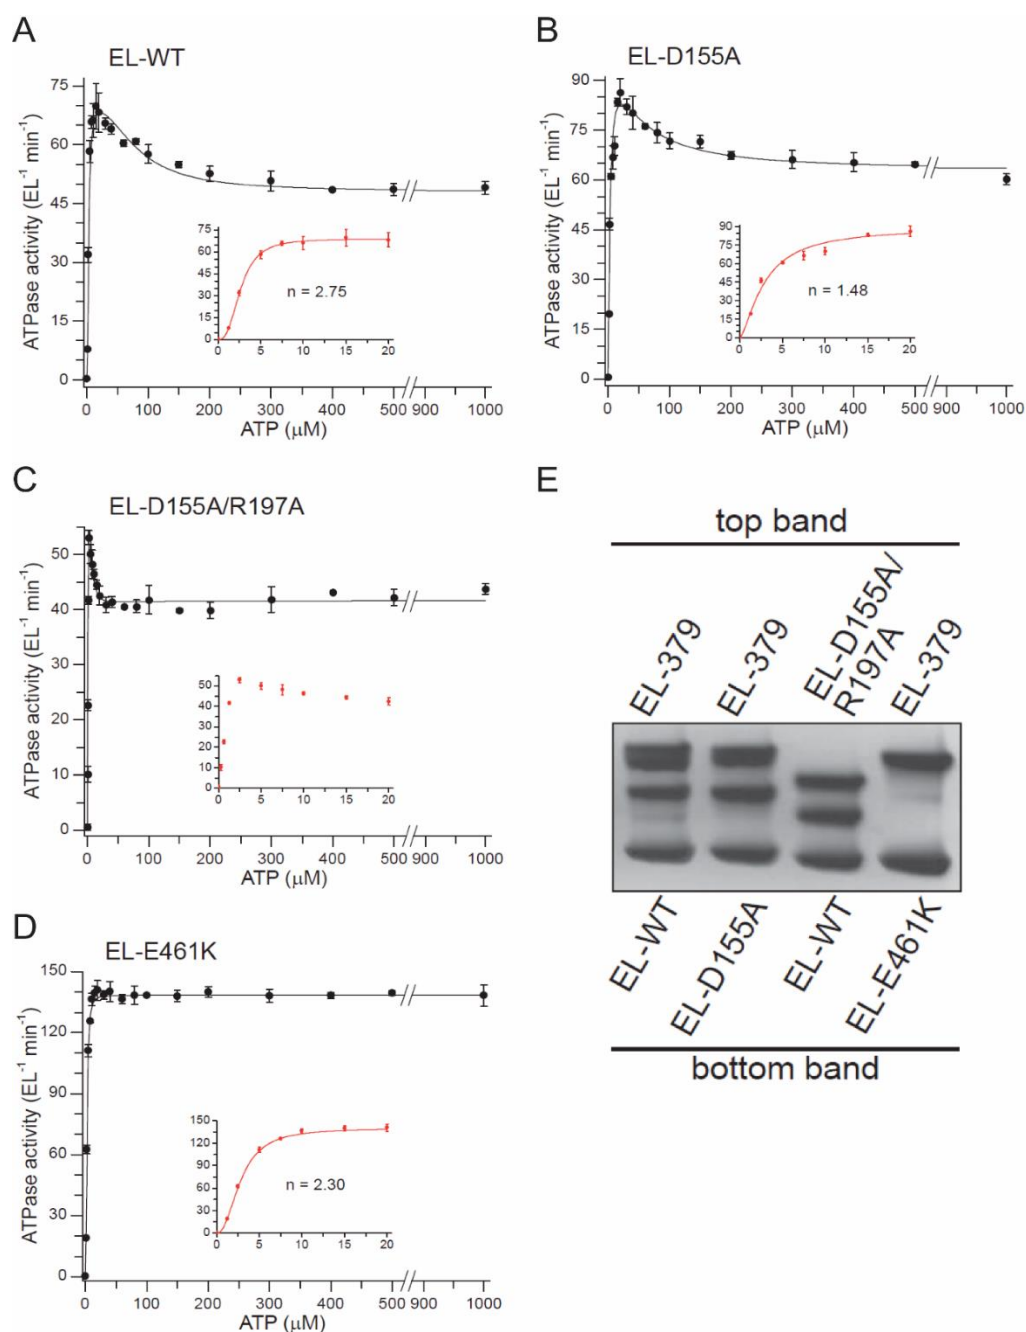 A
EL-WT
ATPase activity (EL⁻¹ min⁻¹)
75
60
45
30
15
0
75
60
45
30
15
0
n = 2.75
0 5 10 15 20
0 100 200 300 400 500 900 1000
ATP (μM)
B
EL-D155A
ATPase activity (EL⁻¹ min⁻¹)
90
75
60
45
30
15
0
90
75
60
45
30
15
0
n = 1.48
0 5 10 15 20
0 100 200 300 400 500 900 1000
ATP (μM)
C
EL-D155A/R197A
ATPase activity (EL⁻¹ min⁻¹)
50
40
30
20
10
0
50
40
30
20
10
0
0 5 10 15 20
0 100 200 300 400 500 900 1000
ATP (μM)
D
EL-E461K
ATPase activity (EL⁻¹ min⁻¹)
150
120
90
60
30
0
150
120
90
60
30
0
n = 2.30
0 5 10 15 20
0 100 200 300 400 500 900 1000
ATP (μM)
E
top band
EL-379
EL-379
EL-D155A/
R197A
EL-379
EL-WT
EL-D155A
EL-WT
EL-E461K
bottom band